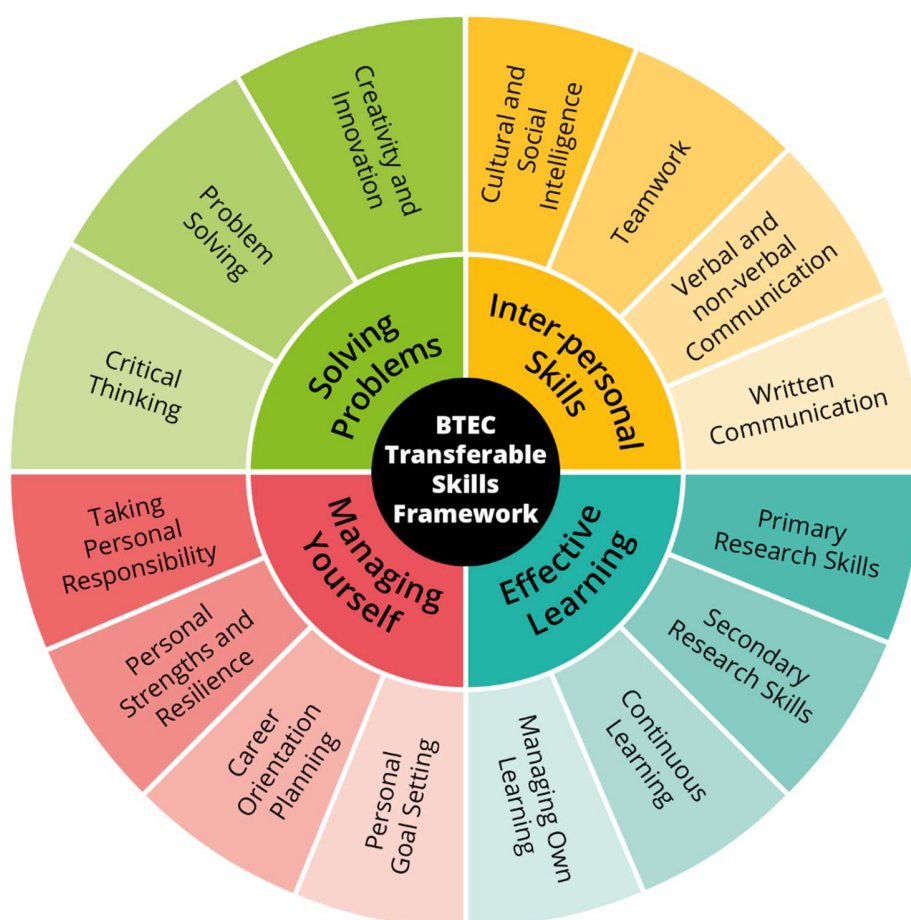 BTEC
Transferable
Skills
Framework
Solving
Problems
Critical
Thinking
Problem
Solving
Creativity and
Innovation
Inter-personal
Skills
Cultural and
Social
Intelligence
Teamwork
Verbal and
non-verbal
Communication
Written
Communication
Effective
Learning
Primary
Research Skills
Secondary
Research Skills
Continuous
Learning
Managing Own
Learning
Managing
Yourself
Personal
Goal Setting
Career
Orientation
Planning
Personal
Strengths and
Resilience
Taking
Personal
Responsibility